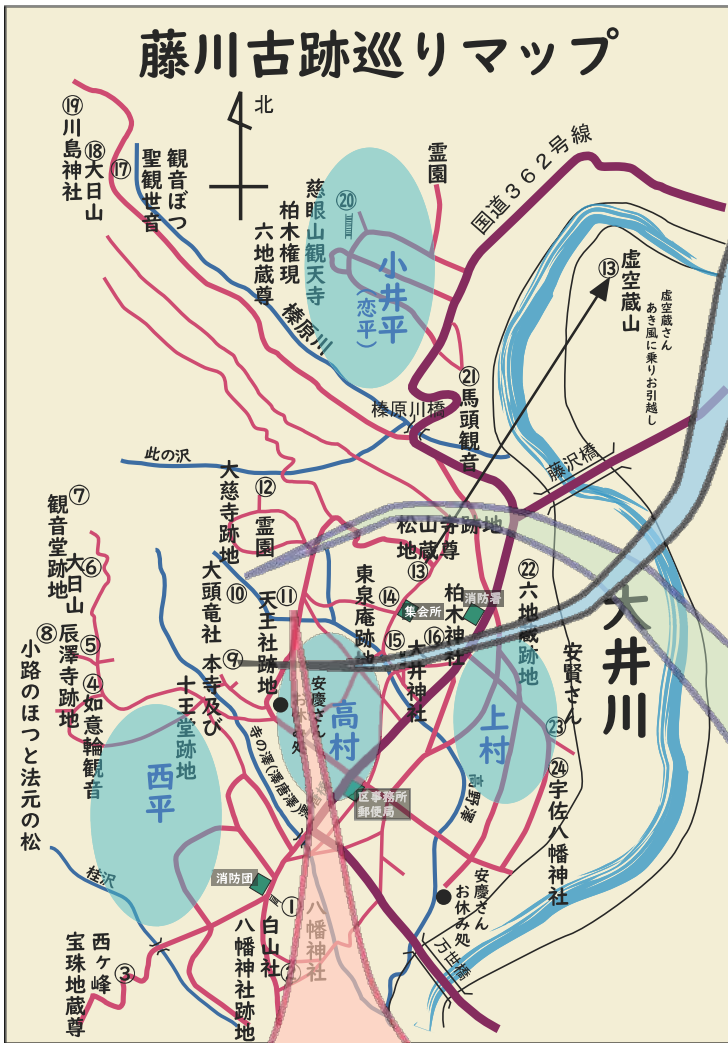 藤川古跡巡りマップ
北
⑲川島神社
⑱大日山
⑰
聖観世音
観音ぼつ
霊園
国道３６２号線
⑳
慈眼山観天寺
柏木権現
六地蔵尊
小井平
（恋平）
榛原川
⑬虚空蔵山
虚空蔵さん
あき風に乗りお引越し
㉑馬頭観音
榛原川橋
此の沢
藤沢橋
大慈寺跡地
⑫霊園
⑦観音堂跡地
⑥大日山
松山寺跡地
地蔵尊
⑬
大頭竜社
⑩
⑪天王社跡地
東泉庵跡地
⑭
集会所
柏木神社
⑯
消防署
㉒六地蔵跡地
大井川
⑧小路のほつと法元の松
⑤辰澤寺跡地
④如意輪観音
⑨本寺及び
十王堂跡地
⑮大井神社
安賢さん
㉓
安慶さん
お休み処
高村
上村
西平
寺の澤(澤唐澤)
高野澤
㉔宇佐八幡神社
区事務所
郵便局
桂沢
消防団
①白山社
八幡神社
②八幡神社跡地
安慶さん
お休み処
万世橋
③西ヶ峰
宝珠地蔵尊